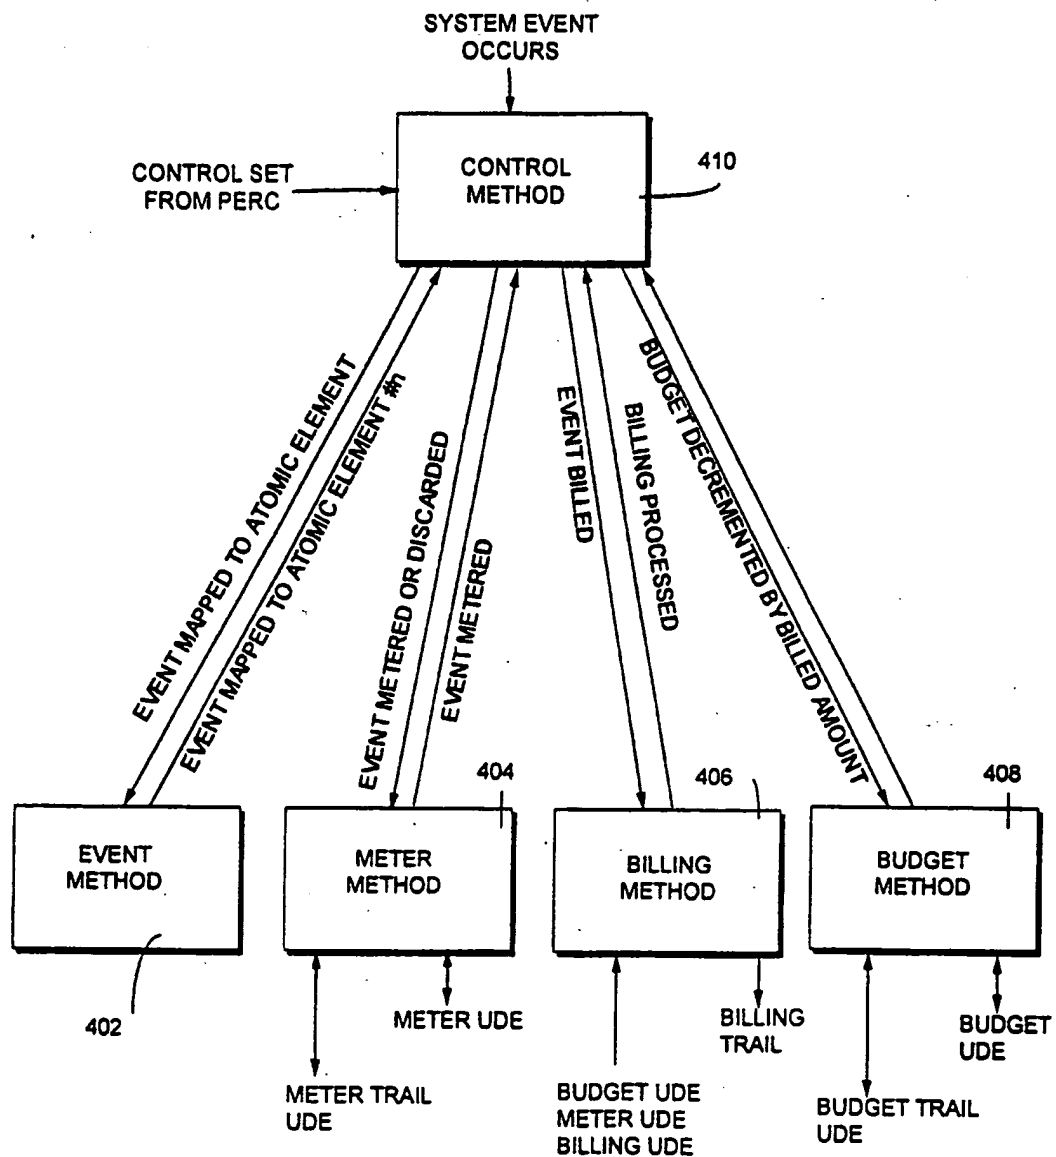 SYSTEM EVENT
OCCURS
CONTROL
METHOD
410
CONTROL SET
FROM PERC
EVENT MAPPED TO ATOMIC ELEMENT
EVENT MAPPED TO ATOMIC ELEMENT #n
EVENT METERED OR DISCARDED
EVENT METERED
EVENT BILLED
BILLING PROCESSED
BUDGET DECREMENTED BY BILLED AMOUNT
404
406
408
EVENT
METHOD
METER
METHOD
BILLING
METHOD
BUDGET
METHOD
402
METER UDE
METER TRAIL
UDE
BILLING
TRAIL
BUDGET UDE
METER UDE
BILLING UDE
BUDGET
UDE
BUDGET TRAIL
UDE